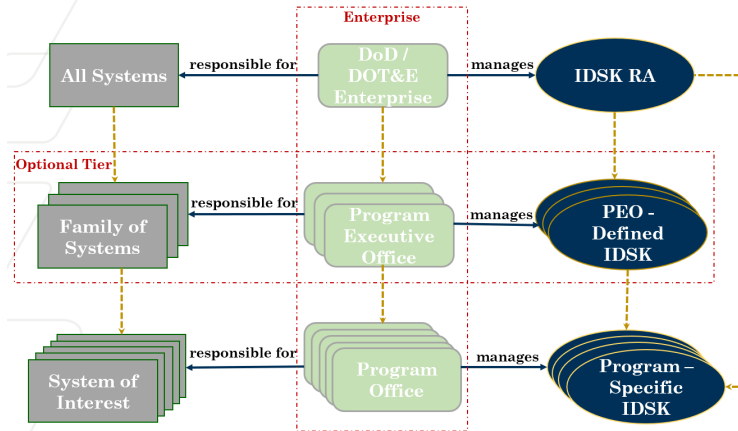 Enterprise
All Systems
responsible for
DoD /
DOT&E
Enterprise
manages
IDSK RA
Optional Tier
Family of
Systems
responsible for
Program
Executive
Office
manages
PEO -
Defined
IDSK
System of
Interest
responsible for
Program
Office
manages
Program –
Specific
IDSK